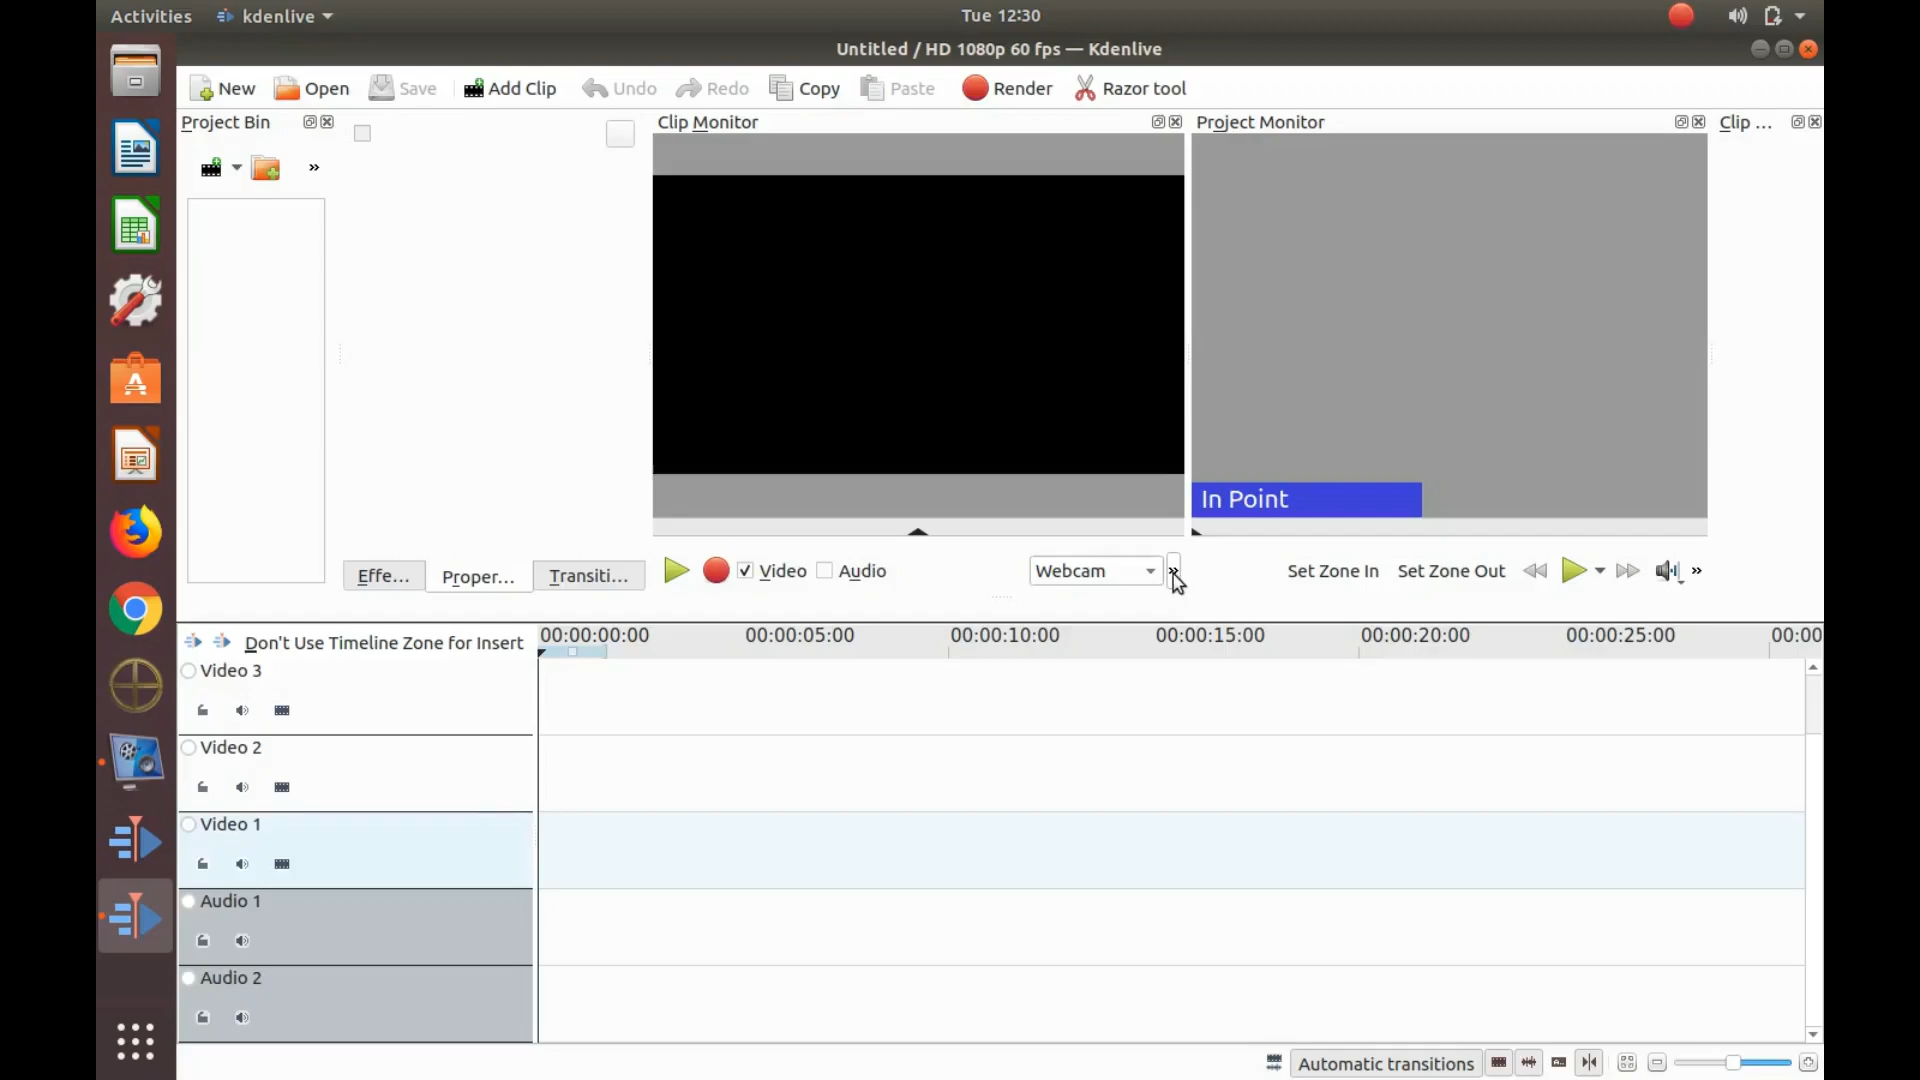 Activities kdenlive Tue 12:30
Untitled / HD 1080p 60 fps — Kdenlive
New Open Save Add Clip Undo Redo Copy Paste Render Razor tool
Project Bin Clip Monitor Project Monitor Clip ...
»
In Point
Effe... Proper... Transiti... Video Audio Webcam » Set Zone In Set Zone Out »
Don't Use Timeline Zone for Insert 00:00:00:00 00:00:05:00 00:00:10:00 00:00:15:00 00:00:20:00 00:00:25:00 00:00
Video 3
Video 2
Video 1
Audio 1
Audio 2
Automatic transitions